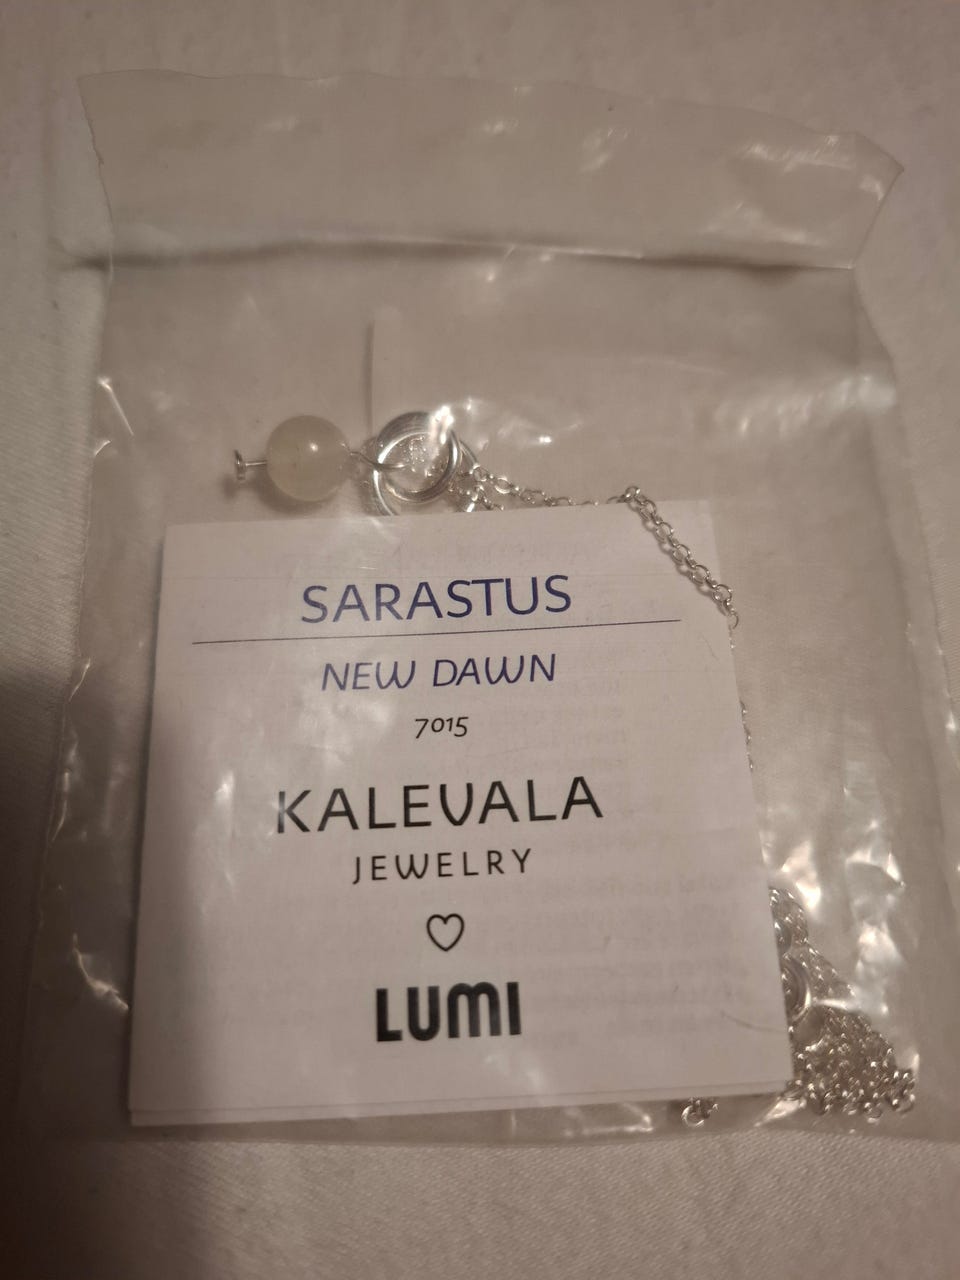 SARASTUS
NEW DAWN
7015
KALEVALA
JEWELRY
LUMI